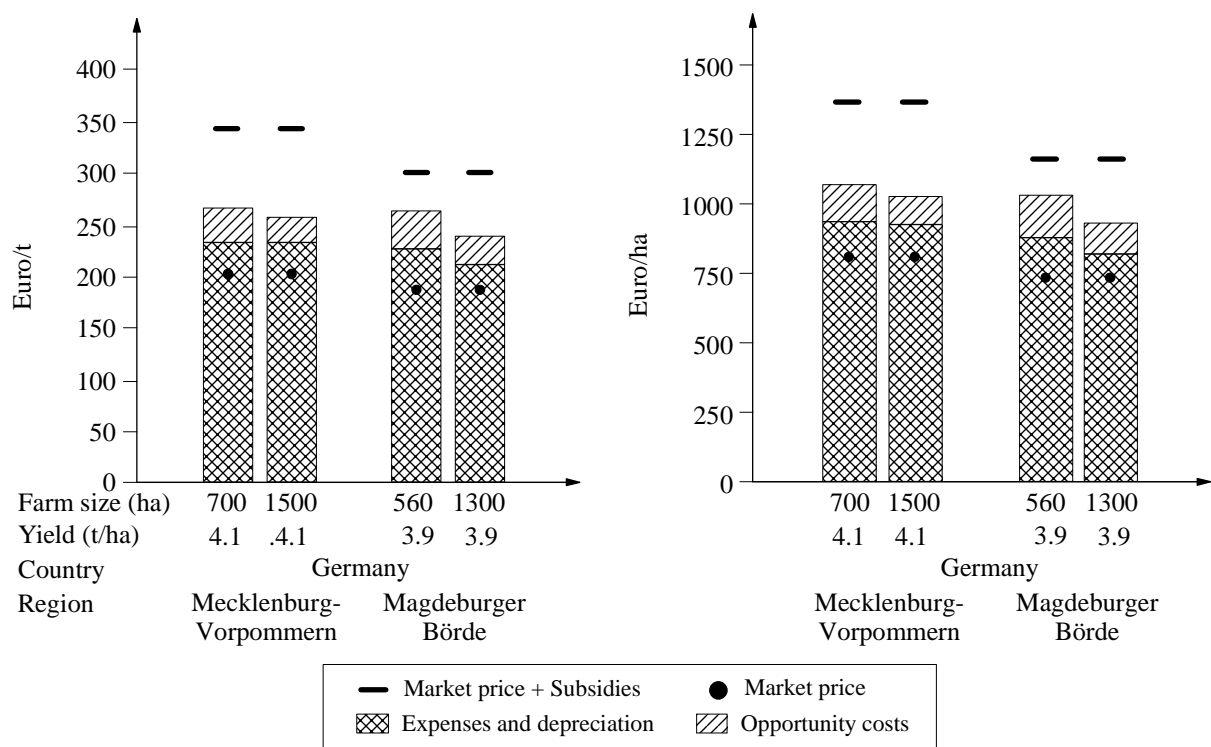 Euro/t
400
350
300
250
200
150
100
50
0
Farm size (ha) 700 1500 560 1300
Yield (t/ha) 4.1 .4.1 3.9 3.9
Country Germany
Region Mecklenburg- Magdeburger
Vorpommern Börde
Euro/ha
1500
1250
1000
750
500
250
0
700 1500 560 1300
4.1 4.1 3.9 3.9
Germany
Mecklenburg- Magdeburger
Vorpommern Börde
Market price + Subsidies Market price
Expenses and depreciation Opportunity costs